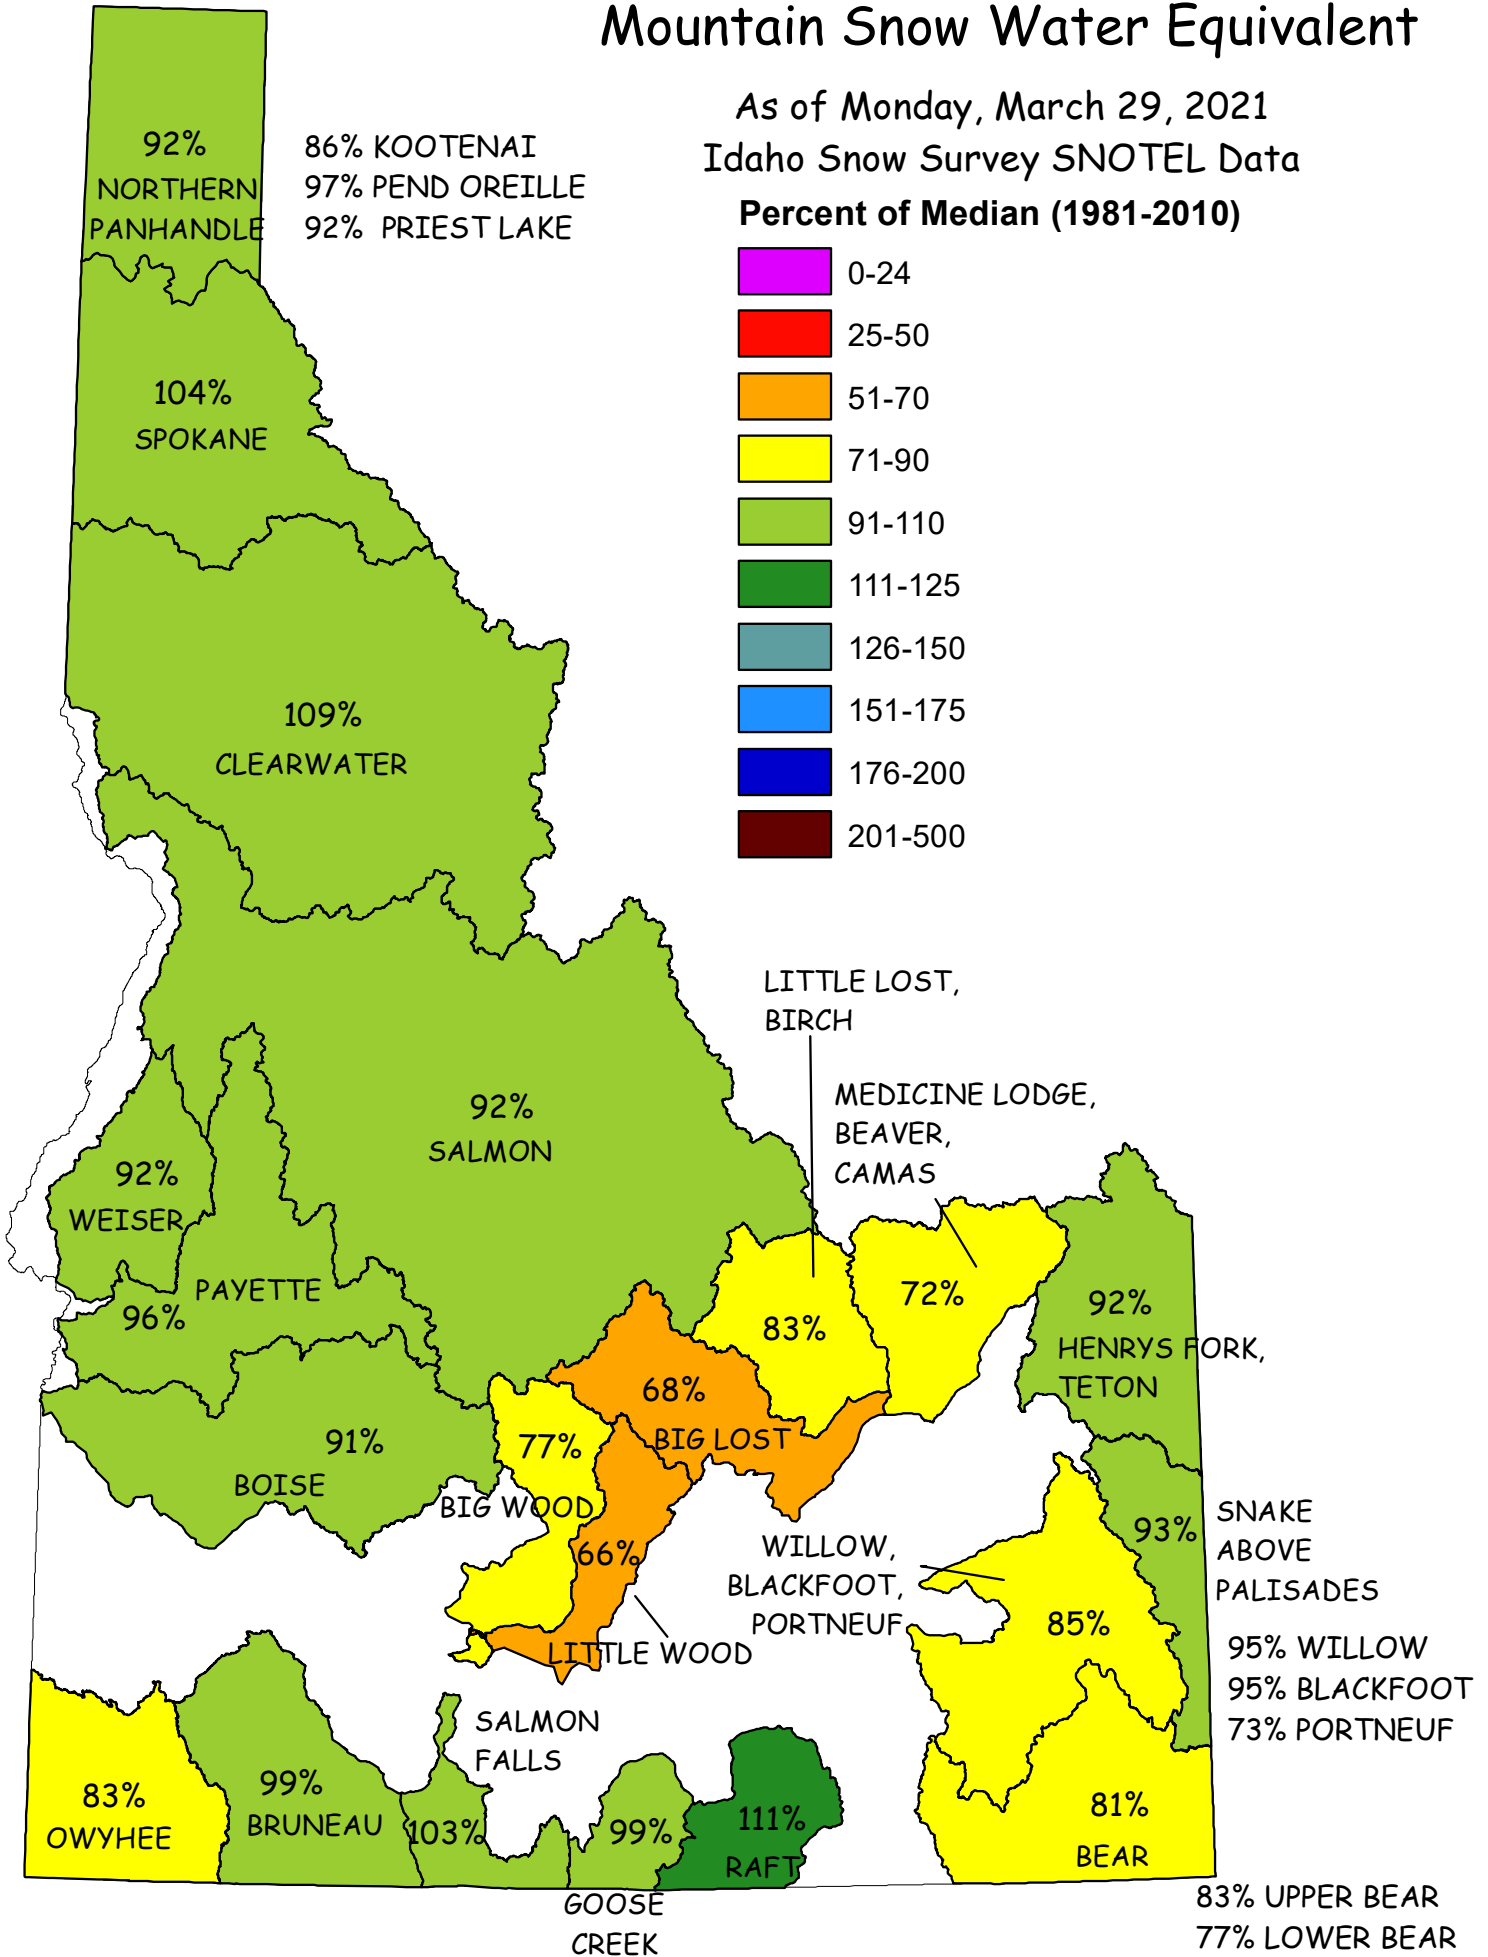 Mountain Snow Water Equivalent
As of Monday, March 29, 2021
Idaho Snow Survey SNOTEL Data
Percent of Median (1981-2010)
0-24
25-50
51-70
71-90
91-110
111-125
126-150
151-175
176-200
201-500
92%
NORTHERN
PANHANDLE
86% KOOTENAI
97% PEND OREILLE
92% PRIEST LAKE
104%
SPOKANE
109%
CLEARWATER
92%
SALMON
92%
WEISER
PAYETTE
96%
LITTLE LOST,
BIRCH
83%
MEDICINE LODGE,
BEAVER,
CAMAS
72%
92%
HENRYS FORK,
TETON
68%
BIG LOST
91%
BOISE
77%
BIG WOOD
66%
LITTLE WOOD
WILLOW,
BLACKFOOT,
PORTNEUF
85%
93%
SNAKE
ABOVE
PALISADES
95% WILLOW
95% BLACKFOOT
73% PORTNEUF
83%
OWYHEE
99%
BRUNEAU
SALMON
FALLS
103%
99%
GOOSE
CREEK
111%
RAFT
81%
BEAR
83% UPPER BEAR
77% LOWER BEAR